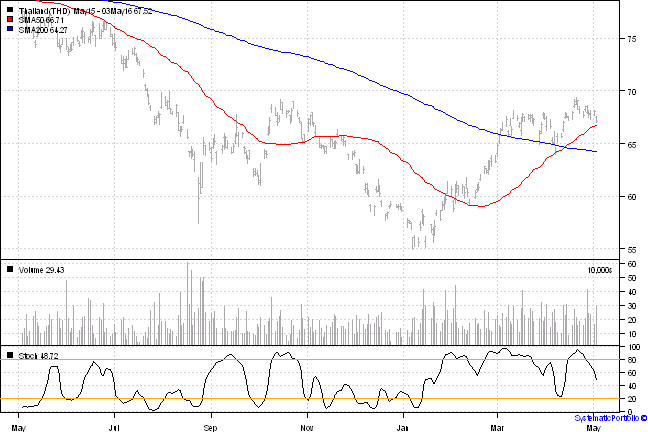 Thailand(THD) May15 - 03May16 67.52
SMA50 66.71
SMA200 64.27
75
70
65
60
55
Volume 29.43
10,000s
60
50
40
30
20
10
Stoch 48.72
100
80
60
40
20
0
SystematicPortfolio ©
May
Jul
Sep
Nov
Jan
Mar
May